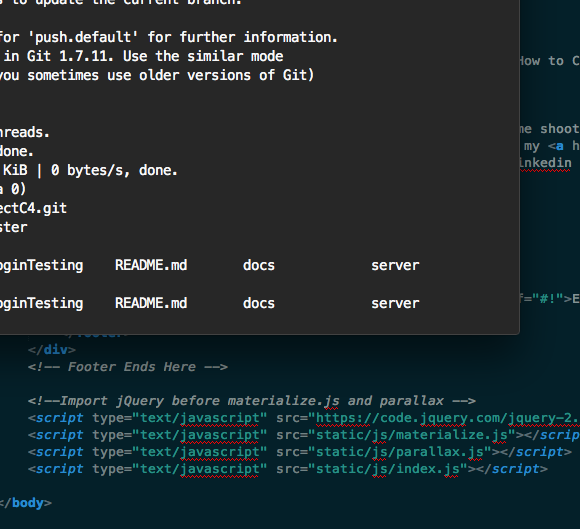 s to update the current branch.
for 'push.default' for further information.
in Git 1.7.11. Use the similar mode
you sometimes use older versions of Git)
hreads.
done.
KiB | 0 bytes/s, done.
a 0)
ectC4.git
ster
oginTesting README.md docs server
oginTesting README.md docs server
How to C
me shoot
my <a h
inkedin
f="#!">E
</div>
<!-- Footer Ends Here -->
<!--Import jQuery before materialize.js and parallax -->
<script type="text/javascript" src="https://code.jquery.com/jquery-2.
<script type="text/javascript" src="static/js/materialize.js"></scrip
<script type="text/javascript" src="static/js/parallax.js"></script>
<script type="text/javascript" src="static/js/index.js"></script>
</body>